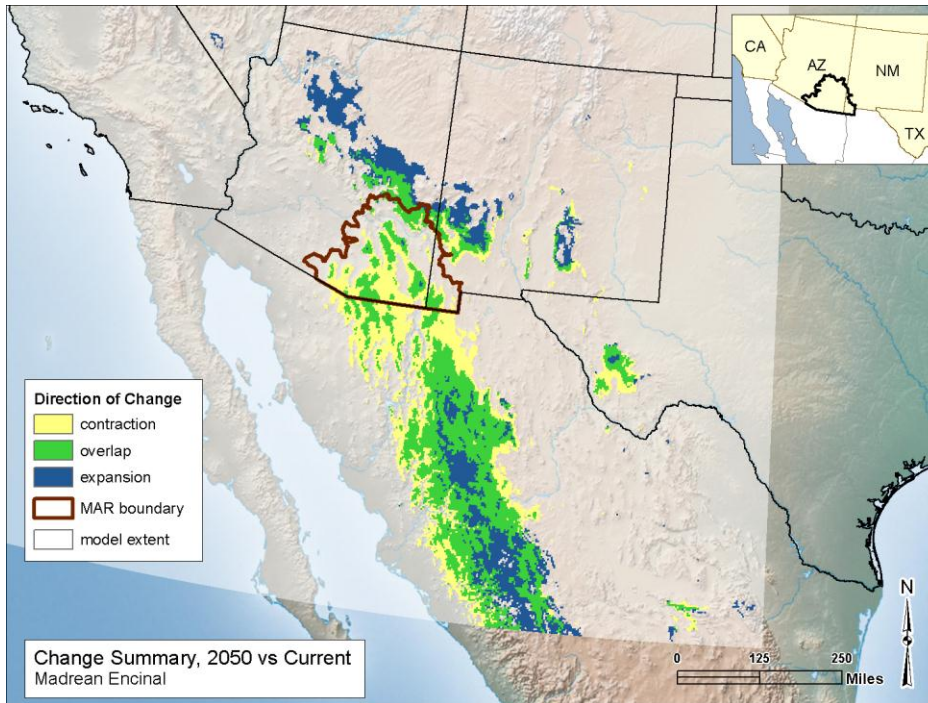 CA
AZ
NM
TX
Direction of Change
contraction
overlap
expansion
MAR boundary
model extent
N
Change Summary, 2050 vs Current
Madrean Encinal
0 125 250
Miles